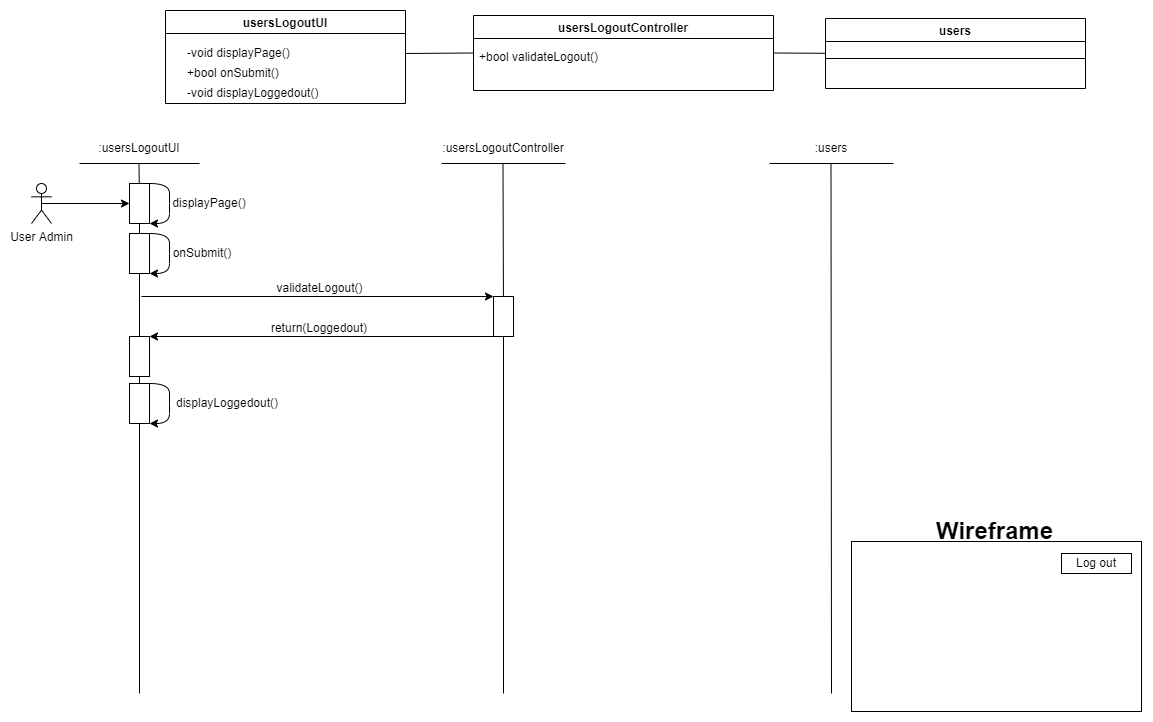 usersLogoutUI
-void displayPage()
+bool onSubmit()
-void displayLoggedout()
usersLogoutController
+bool validateLogout()
users
:usersLogoutUI
:usersLogoutController
:users
User Admin
displayPage()
onSubmit()
validateLogout()
return(Loggedout)
displayLoggedout()
Wireframe
Log out